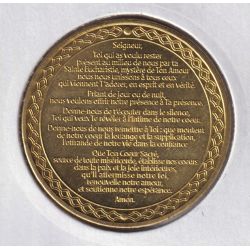 Seigneur,
Toi qui as voulu rester
présent au milieu de nous par ta
Sainte Eucharistie, mystère de Ton Amour
nous nous unissons à tous ceux
qui viennent T'adorer, en esprit et en vérité.
Priant de jour ou de nuit,
nous voulons offrir notre présence à ta présence.
Donne-nous de t'écouter dans le silence,
Toi qui veux te révéler à l'intime de notre coeur.
Donne-nous de nous remettre à Toi : que montent
de notre coeur la louange et la supplication,
l'offrande de notre vie dans la confiance
Que Ton Coeur Sacré,
source de toute miséricorde, établisse nos coeurs
dans la paix et la joie intérieures,
qu'il affermisse notre foi,
renouvelle notre amour,
et soutienne notre espérance.
Amen.